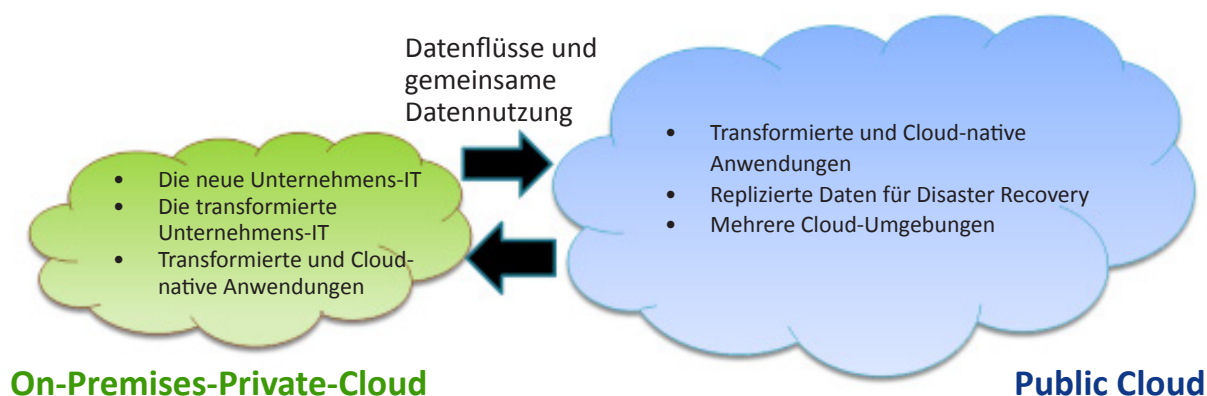 Datenflüsse und
gemeinsame
Datennutzung
• Die neue Unternehmens-IT
• Die transformierte
Unternehmens-IT
• Transformierte und Cloud-
native Anwendungen
• Transformierte und Cloud-native
Anwendungen
• Replizierte Daten für Disaster Recovery
• Mehrere Cloud-Umgebungen
On-Premises-Private-Cloud
Public Cloud